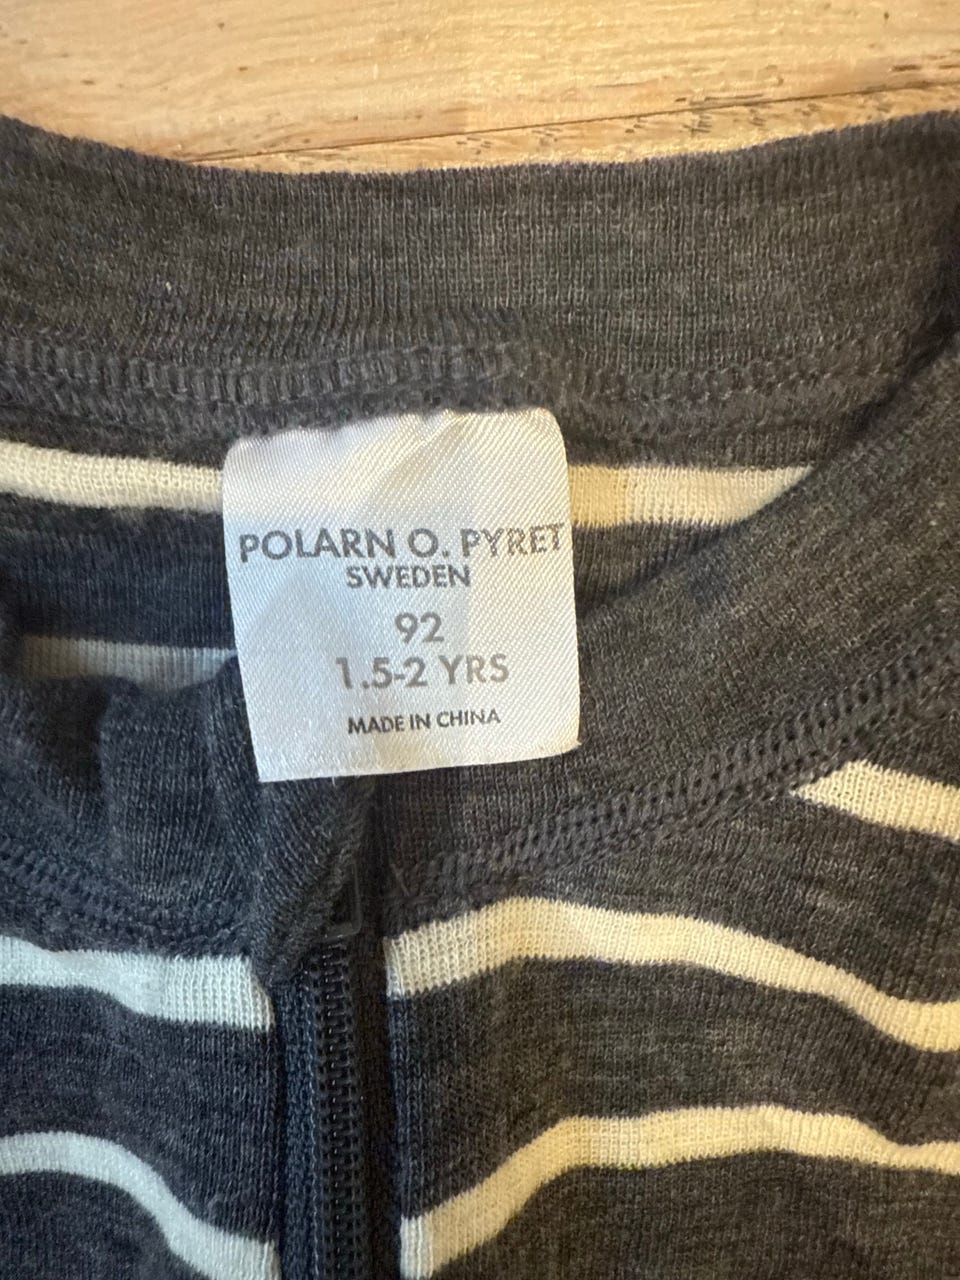 POLARN O. PYRET
SWEDEN
92
1.5-2 YRS
MADE IN CHINA